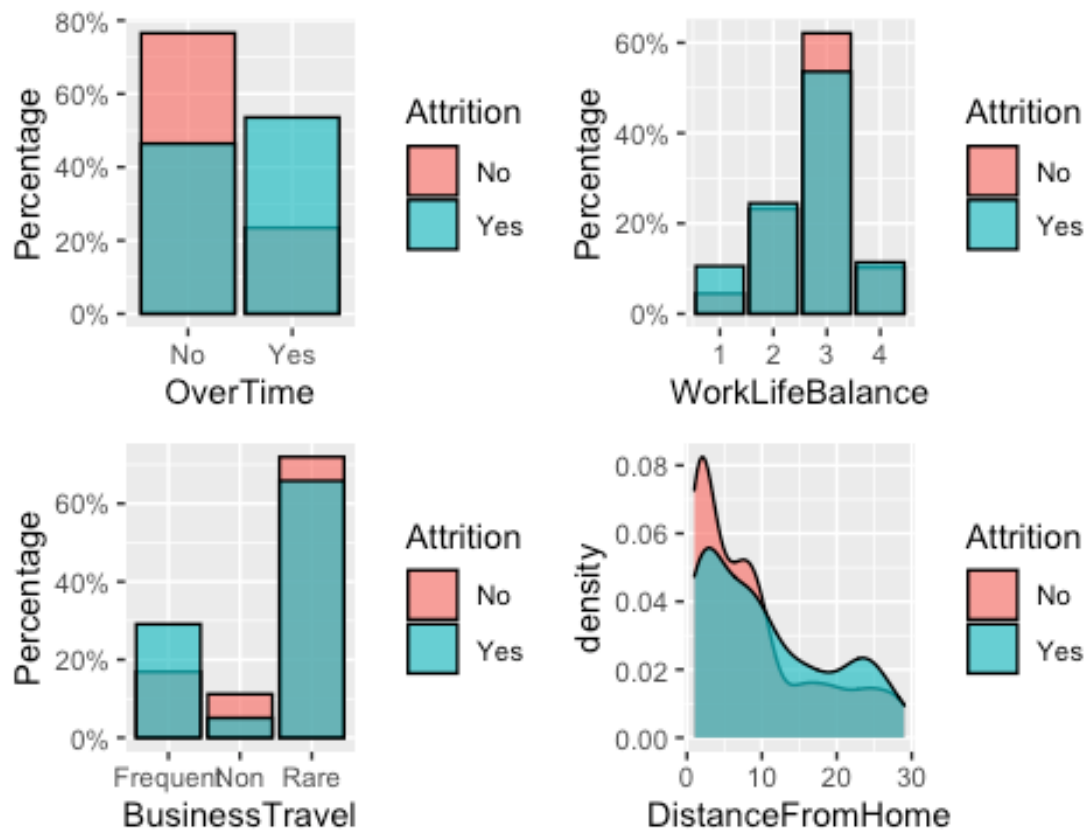 80%
60%
40%
20%
0%
Percentage
No Yes
OverTime
Attrition
No
Yes
60%
40%
20%
0%
Percentage
1 2 3 4
WorkLifeBalance
Attrition
No
Yes
60%
40%
20%
0%
Percentage
Frequent Non Rare
BusinessTravel
Attrition
No
Yes
0.08
0.06
0.04
0.02
0.00
density
0 10 20 30
DistanceFromHome
Attrition
No
Yes